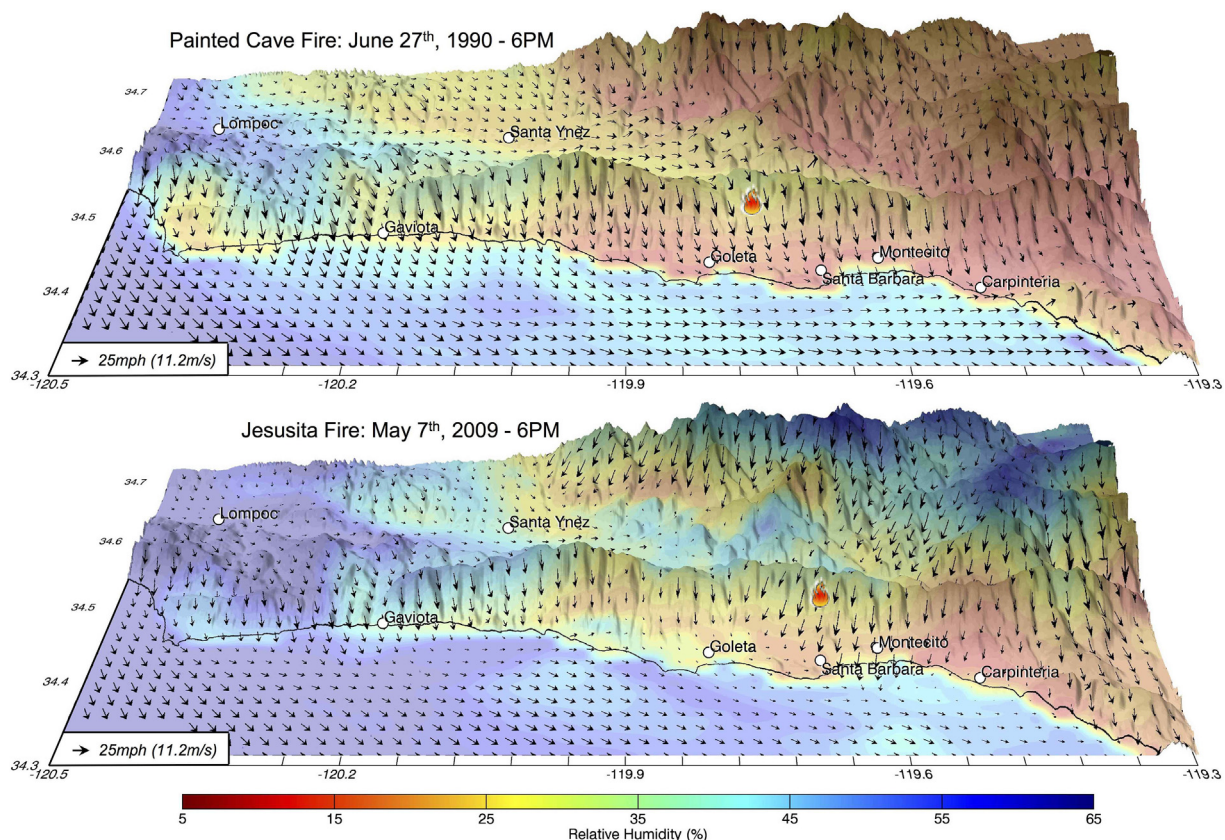 Painted Cave Fire: June 27th, 1990 - 6PM
34.7
Lompoc
Santa Ynez
34.6
34.5
Gaviota
Goleta
Montecito
Santa Barbara
Carpinteria
34.4
25mph (11.2m/s)
34.3
-120.5
-120.2
-119.9
-119.6
-119.3
Jesusita Fire: May 7th, 2009 - 6PM
34.7
Lompoc
Santa Ynez
34.6
34.5
Gaviota
Goleta
Montecito
Santa Barbara
Carpinteria
34.4
25mph (11.2m/s)
34.3
-120.5
-120.2
-119.9
-119.6
-119.3
5 15 25 35 45 55 65
Relative Humidity (%)